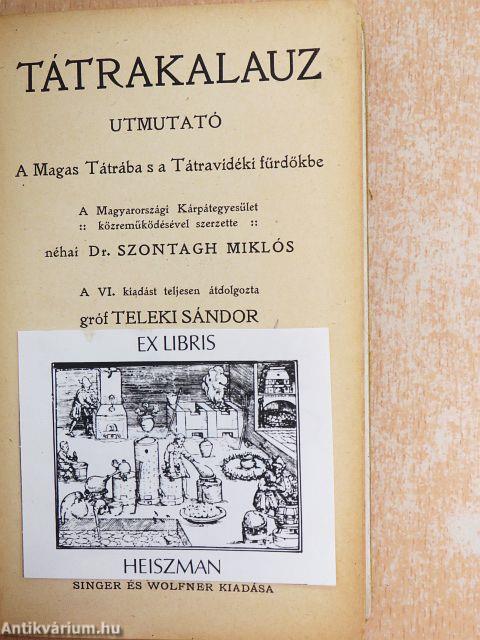 TÁTRAKALAUZ
UTMUTATÓ
A Magas Tátrába s a Tátravidéki fürdőkbe
A Magyarországi Kárpátegyesület
:: közreműködésével szerzette ::
néhai Dr. SZONTAGH MIKLÓS
A VI. kiadást teljesen átdolgozta
gróf TELEKI SÁNDOR
EX LIBRIS
HEISZMAN
SINGER ÉS WOLFNER KIADÁSA
Antikvárium.hu